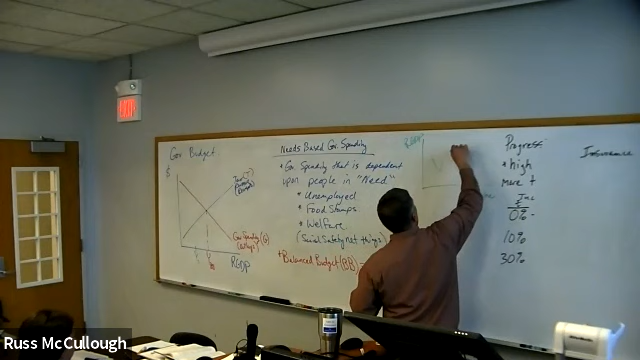 EXIT
Gov. Budget
$
Gov Spending (G)
RGDP
Needs Based Gov. Spending
* Gov Spending that is dependent
upon people in "Need"
* Unemployed
* Food Stamps
* Welfare
(Social Safety net things)
* Balanced Budget (BB) =
RGDP
Progress
* high
more t
0% -
10%
30%
Insurance
Russ McCullough